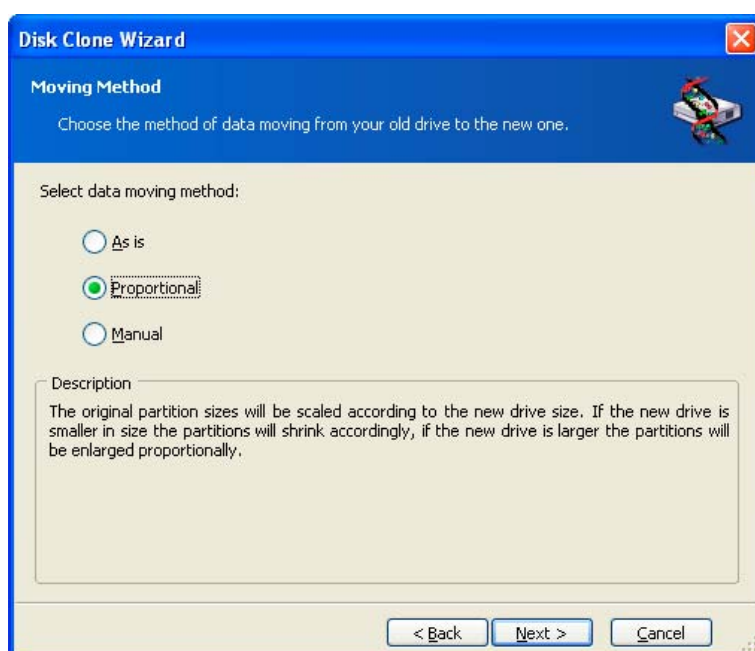 Disk Clone Wizard
Moving Method
Choose the method of data moving from your old drive to the new one.
Select data moving method:
As is
Proportional
Manual
Description
The original partition sizes will be scaled according to the new drive size. If the new drive is
smaller in size the partitions will shrink accordingly, if the new drive is larger the partitions will
be enlarged proportionally.
< Back Next > Cancel